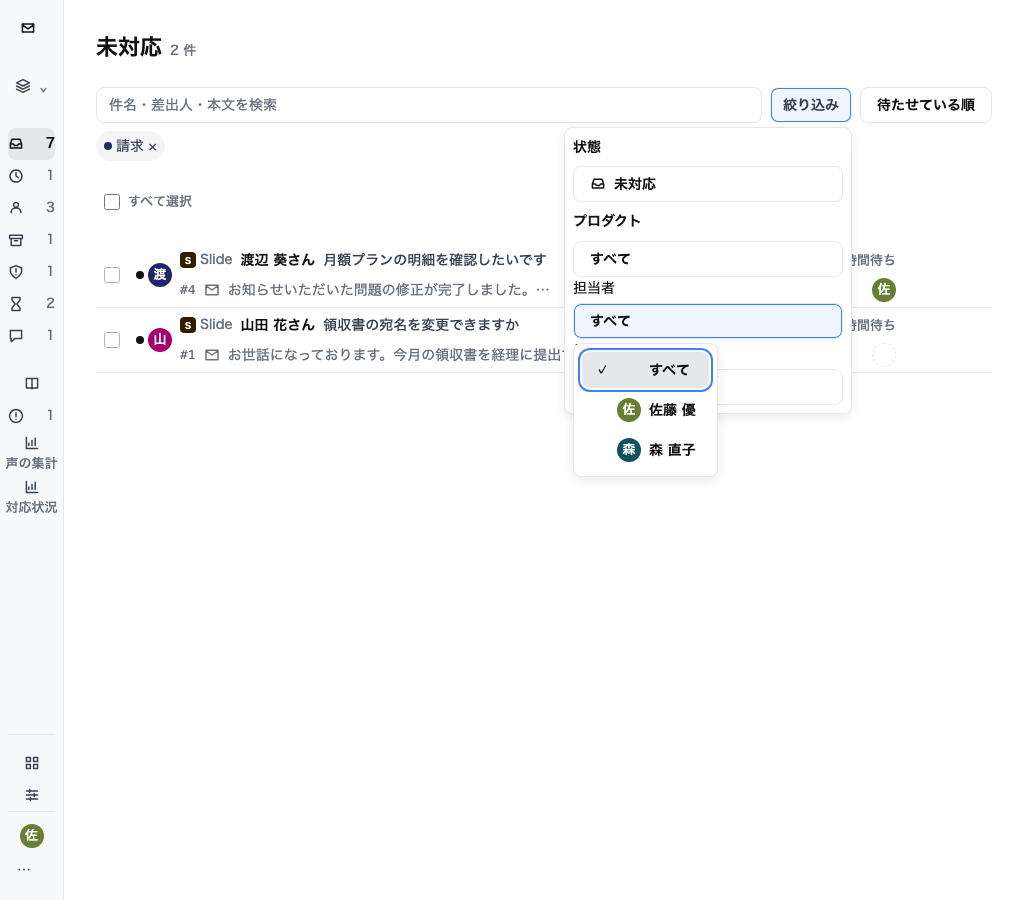 未対応 2 件
件名・差出人・本文を検索
絞り込み
待たせている順
請求 ×
すべて選択
状態
未対応
プロダクト
すべて
担当者
すべて
✓ すべて
佐 佐藤 優
森 森 直子
渡
s Slide 渡辺 葵さん 月額プランの明細を確認したいです
時間待ち
#4 お知らせいただいた問題の修正が完了しました。…
佐
山
s Slide 山田 花さん 領収書の宛名を変更できますか
時間待ち
#1 お世話になっております。今月の領収書を経理に提出
7
1
3
1
1
2
1
1
声の集計
対応状況
佐
…